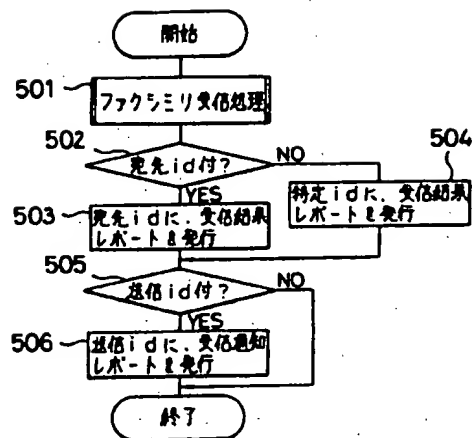 開始
501
ファクシミリ受信処理
502
宛先id付?
NO
504
YES
特定idに、受信結果
レポートを発行
503
宛先idに、受信結果
レポートを発行
505
送信id付?
NO
YES
506
送信idに、受信通知
レポートを発行
終了